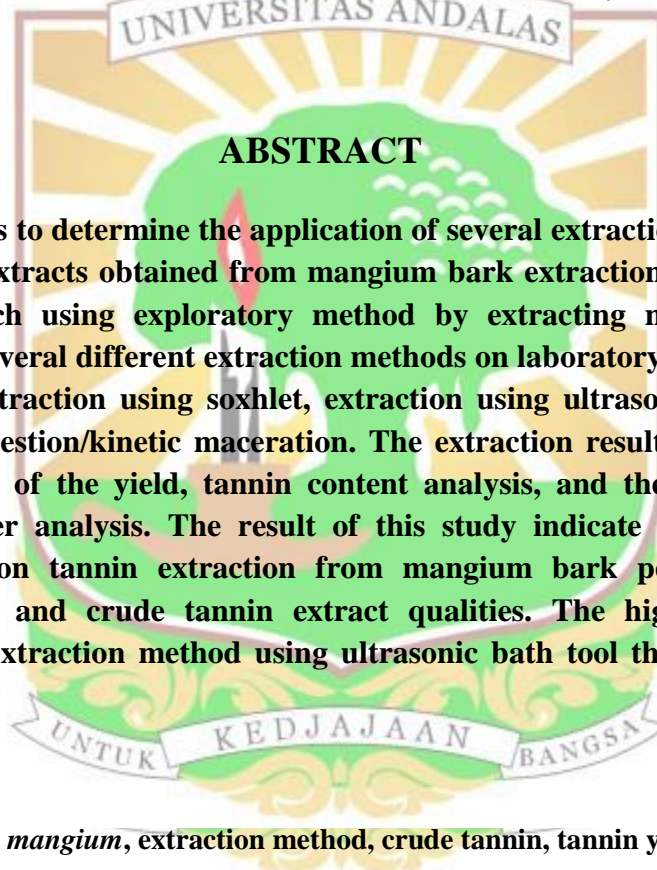 UNIVERSITAS ANDALAS
ABSTRACT
s to determine the application of several extracti
xtracts obtained from mangium bark extraction
ch using exploratory method by extracting m
veral different extraction methods on laboratory
traction using soxhlet, extraction using ultraso
estion/kinetic maceration. The extraction result
of the yield, tannin content analysis, and the
er analysis. The result of this study indicate
on tannin extraction from mangium bark p
and crude tannin extract qualities. The hig
xtraction method using ultrasonic bath tool th
UNTUK KEDJAJAAN BANGSA
mangium, extraction method, crude tannin, tannin y